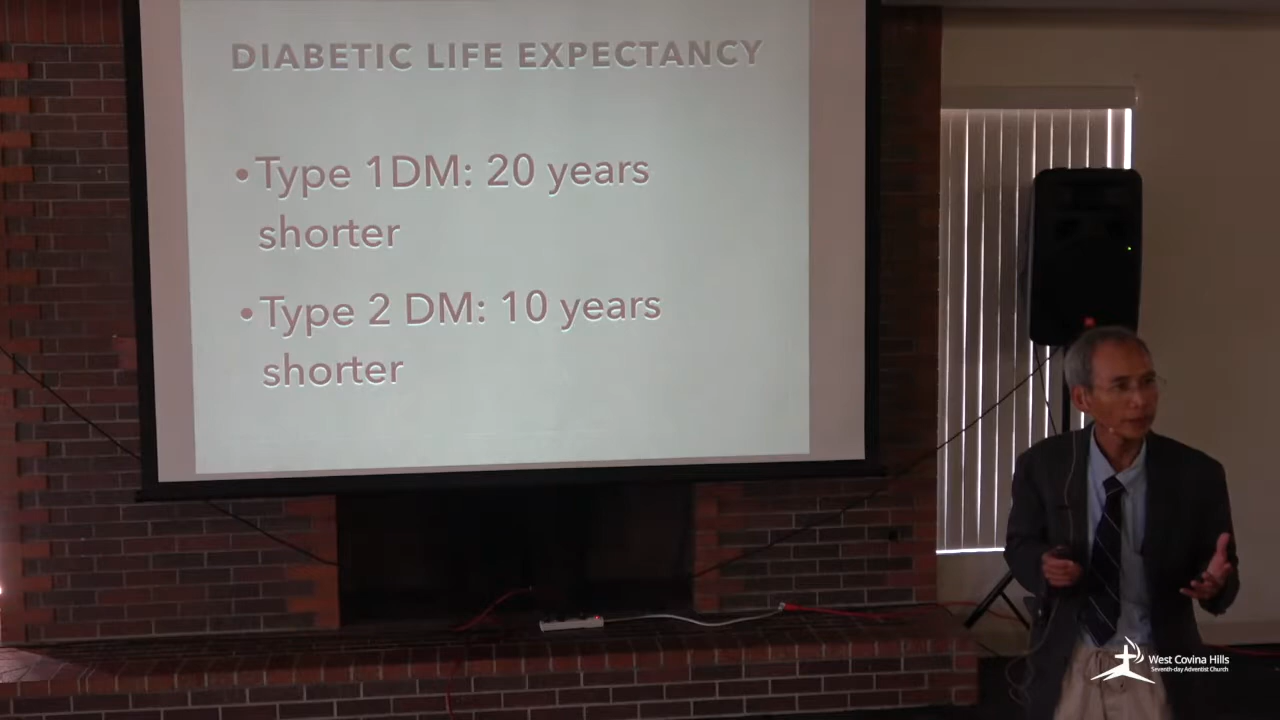 DIABETIC LIFE EXPECTANCY
•Type 1DM: 20 years
shorter
•Type 2 DM: 10 years
shorter
West Covina Hills
Seventh-day Adventist Church